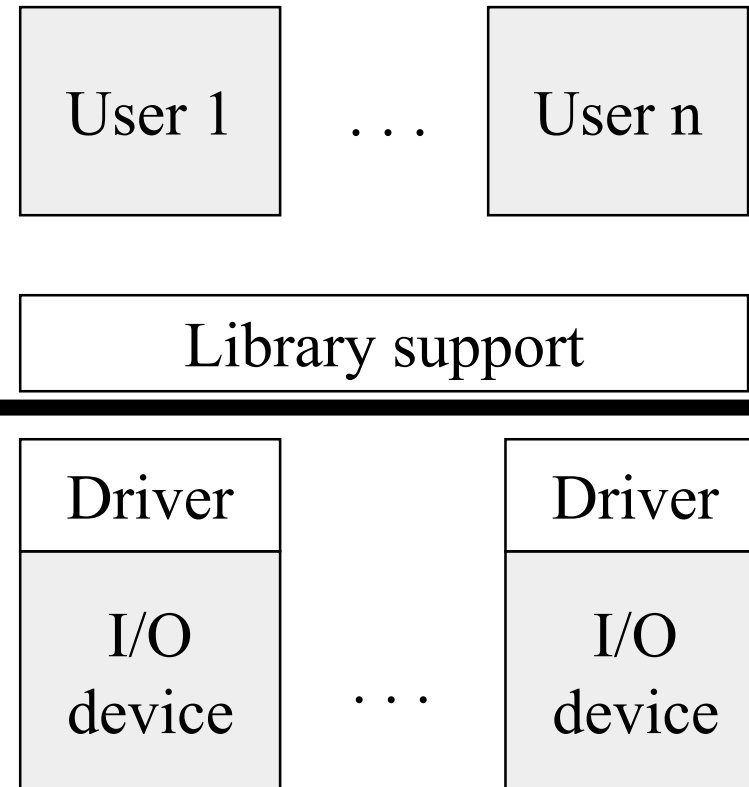 User 1 . . . User n
Library support
Driver Driver
I/O I/O
device . . . device